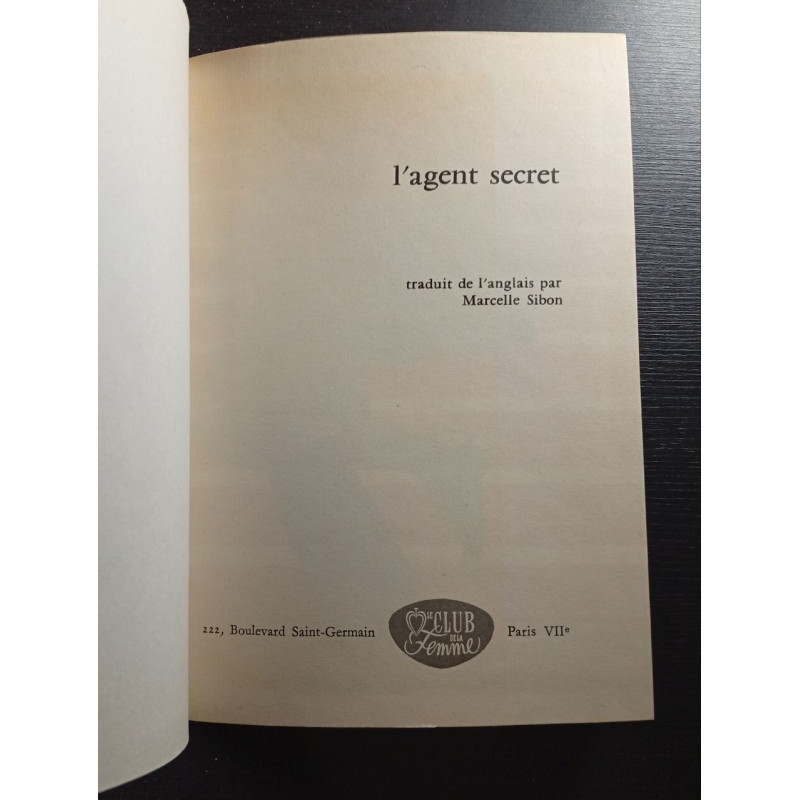 l'agent secret
traduit de l'anglais par
Marcelle Sibon
222, Boulevard Saint-Germain
LE CLUB
DE LA
Femme
Paris VIIe